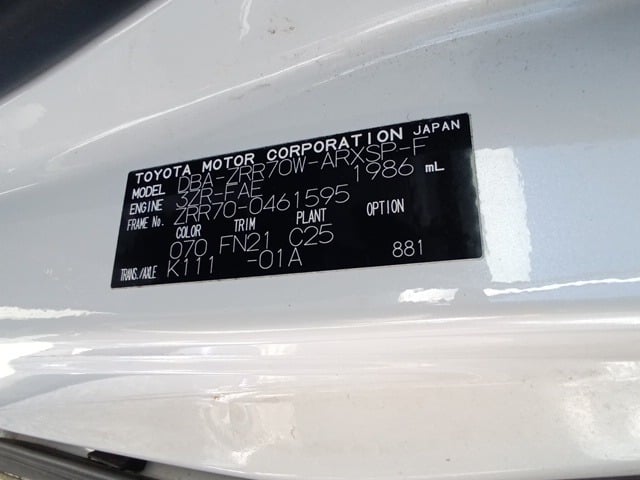 TOYOTA MOTOR CORPORATION JAPAN
MODEL DBA-ZRR70W-ARXSP-F
ENGINE 3ZR-FAE 1986 mL
FRAME No. ZRR70-0461595
COLOR TRIM PLANT OPTION
070 FN21 C25
TRANS./AXLE K111 -01A 881